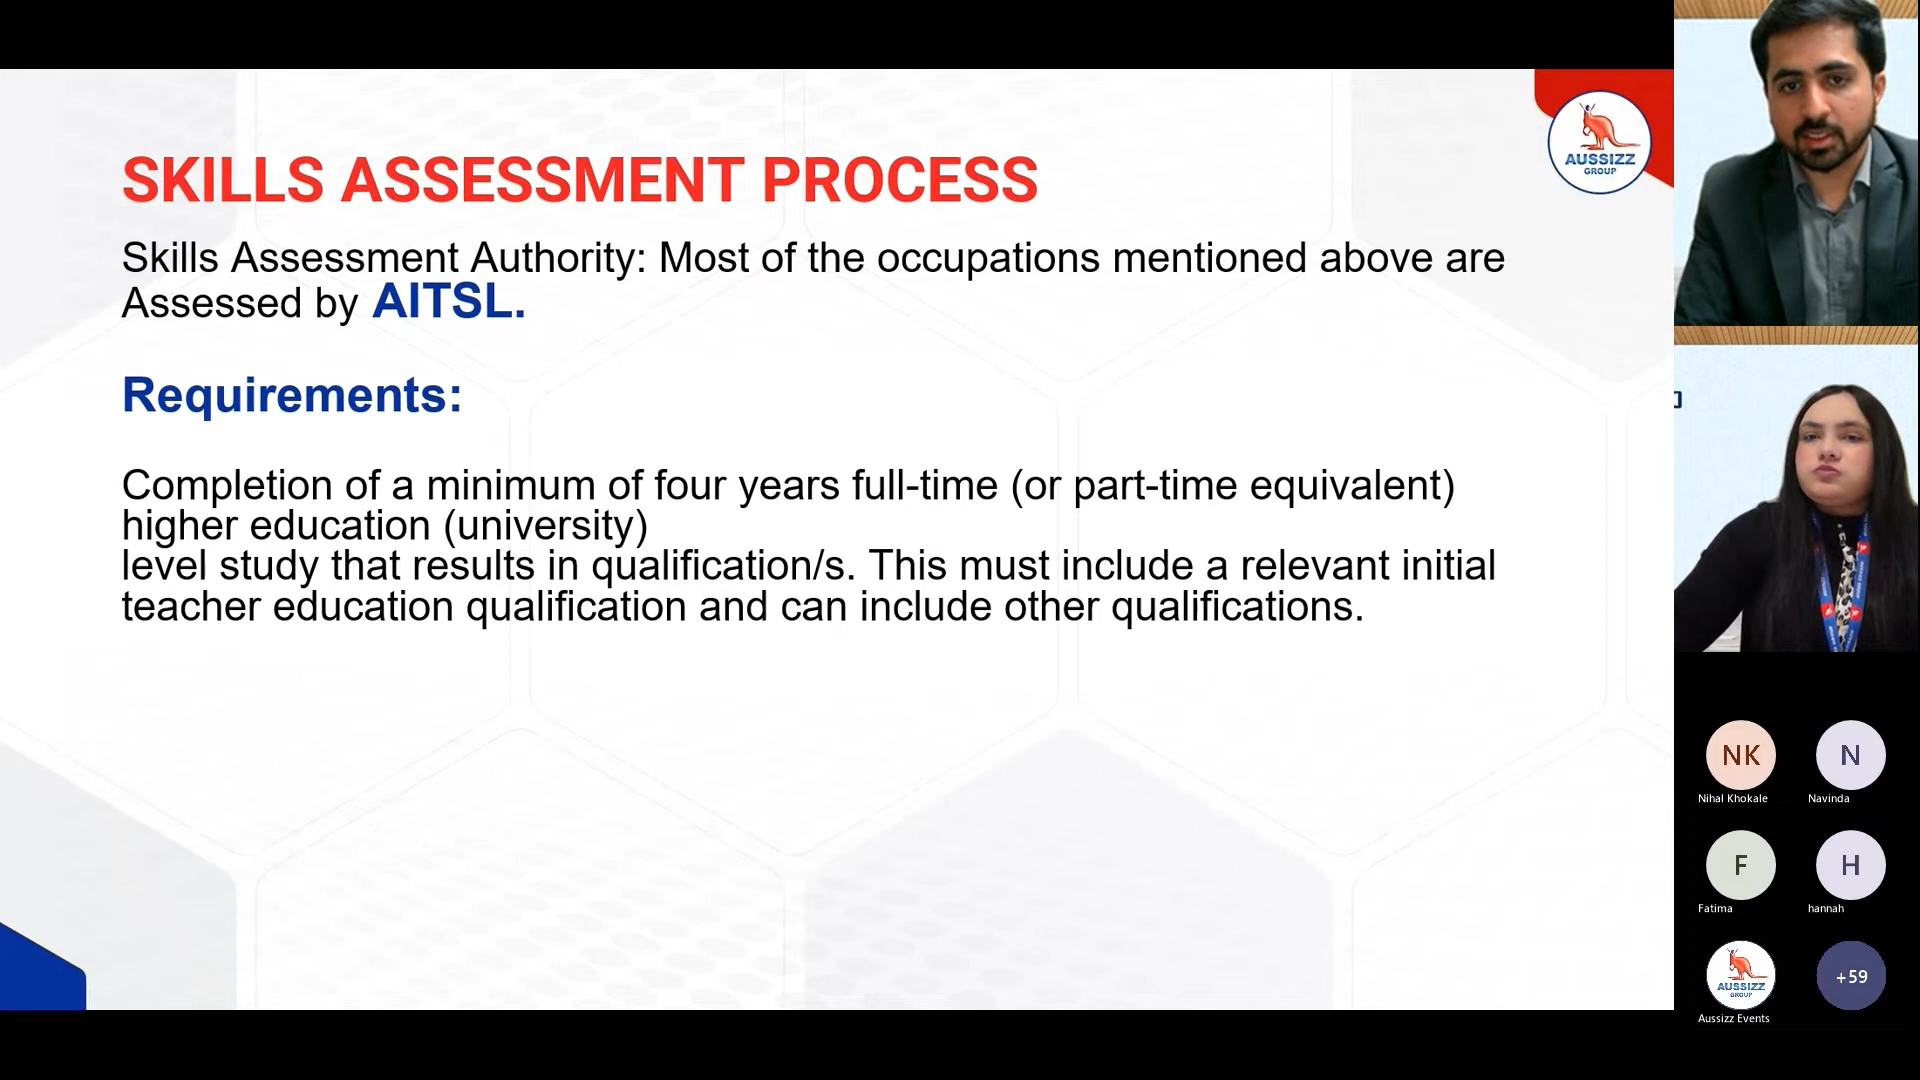 SKILLS ASSESSMENT PROCESS
Skills Assessment Authority: Most of the occupations mentioned above are
Assessed by AITSL.
Requirements:
Completion of a minimum of four years full-time (or part-time equivalent)
higher education (university)
level study that results in qualification/s. This must include a relevant initial
teacher education qualification and can include other qualifications.
AUSSIZZ
GROUP
NK
N
Nihal Khokale
Navinda
F
H
Fatima
hannah
AUSSIZZ
GROUP
+59
Aussizz Events